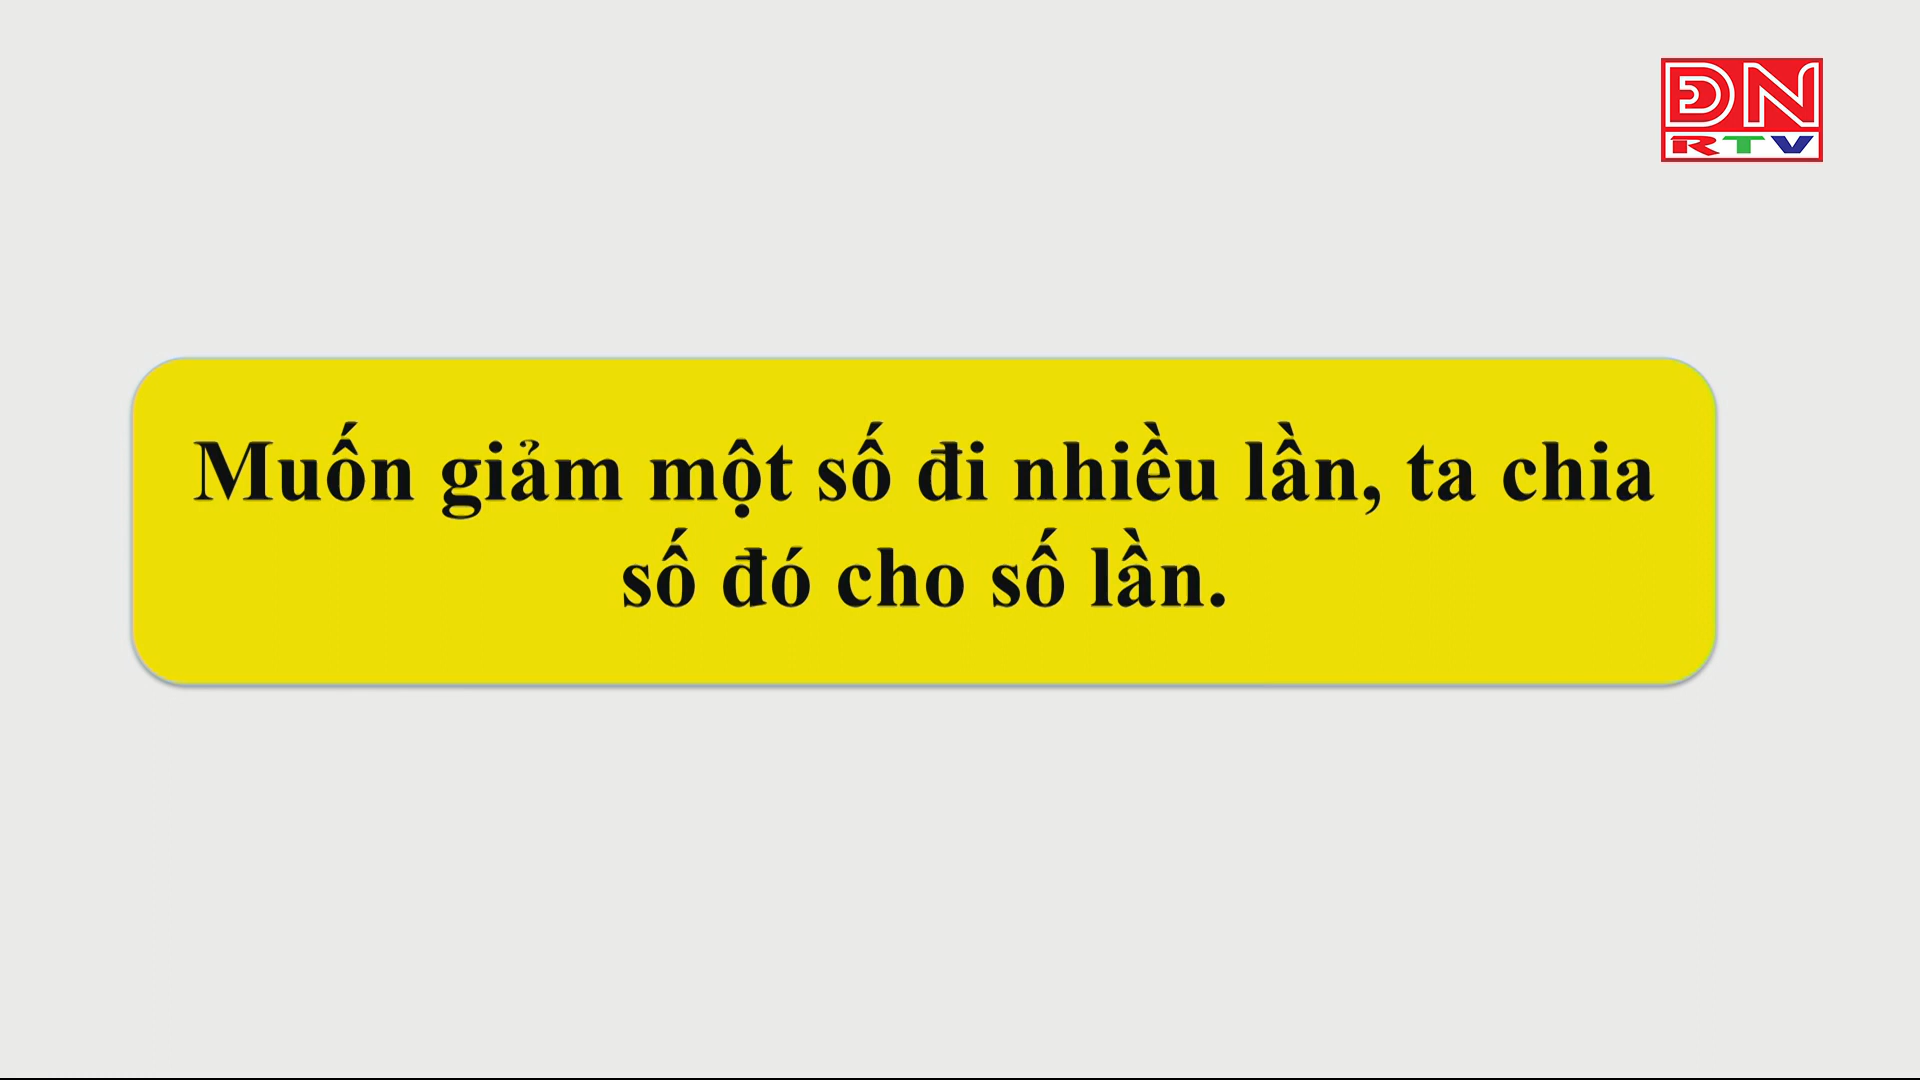 ĐN
RTV
Muốn giảm một số đi nhiều lần, ta chia
số đó cho số lần.